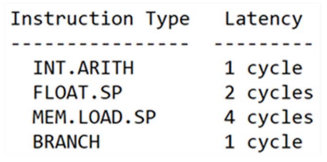 Instruction Type Latency
---------------- ---------
INT.ARITH 1 cycle
FLOAT.SP 2 cycles
MEM.LOAD.SP 4 cycles
BRANCH 1 cycle